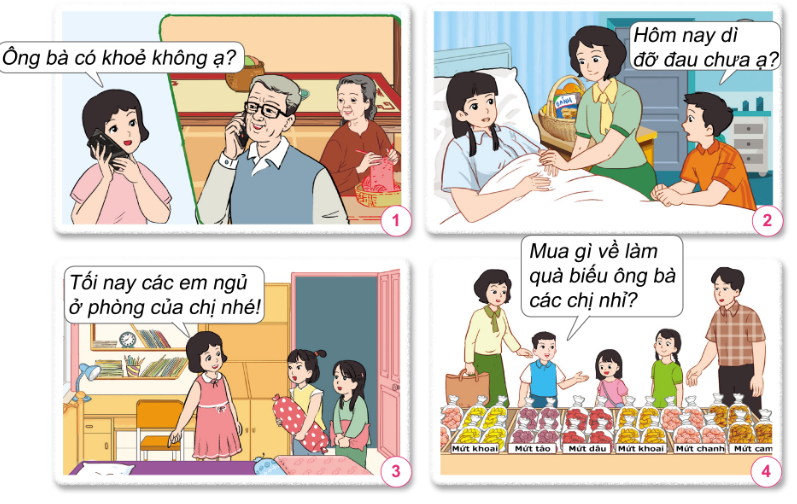 Ông bà có khoẻ không ạ?
1
Hôm nay dì
đỡ đau chưa ạ?
2
Tối nay các em ngủ
ở phòng của chị nhé!
3
Mua gì về làm
quà biếu ông bà
các chị nhỉ?
Mứt khoai Mứt táo Mứt dâu Mứt khoai Mứt chanh Mứt cam
4